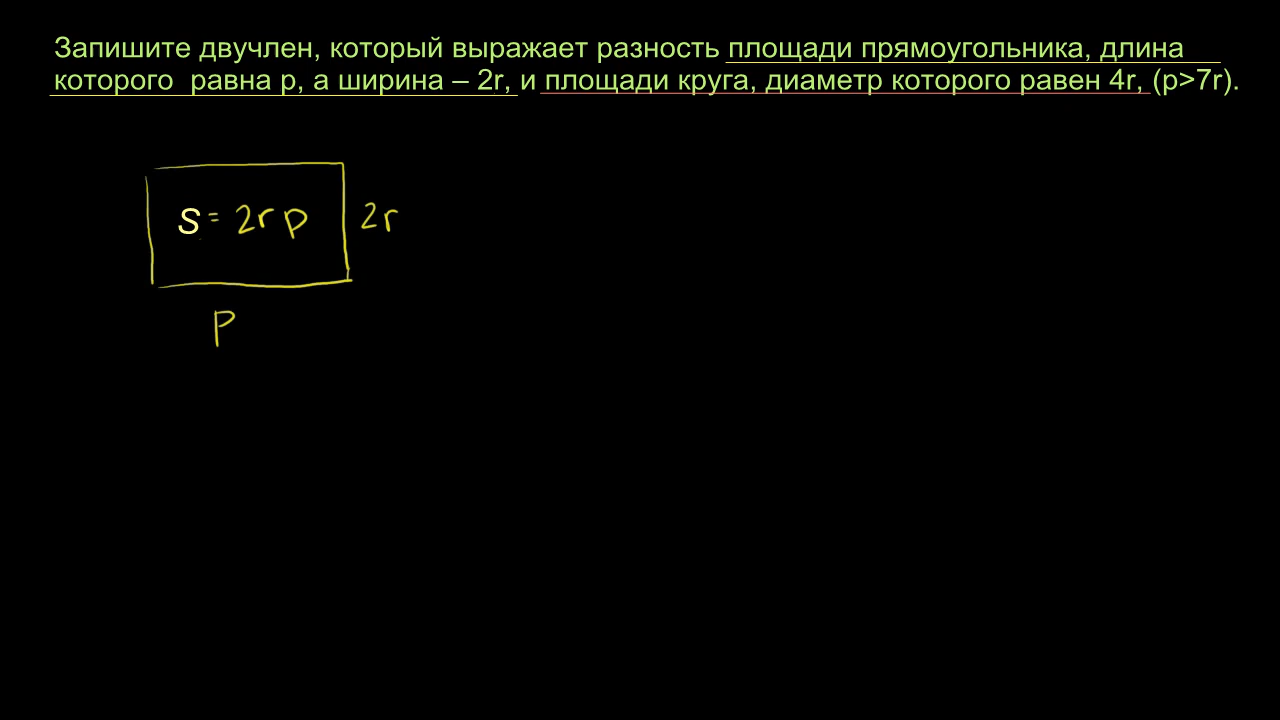 Запишите двучлен, который выражает разность площади прямоугольника, длина
которого  равна p, а ширина – 2r, и площади круга, диаметр которого равен 4r, (p>7r).
S = 2r p
2r
p